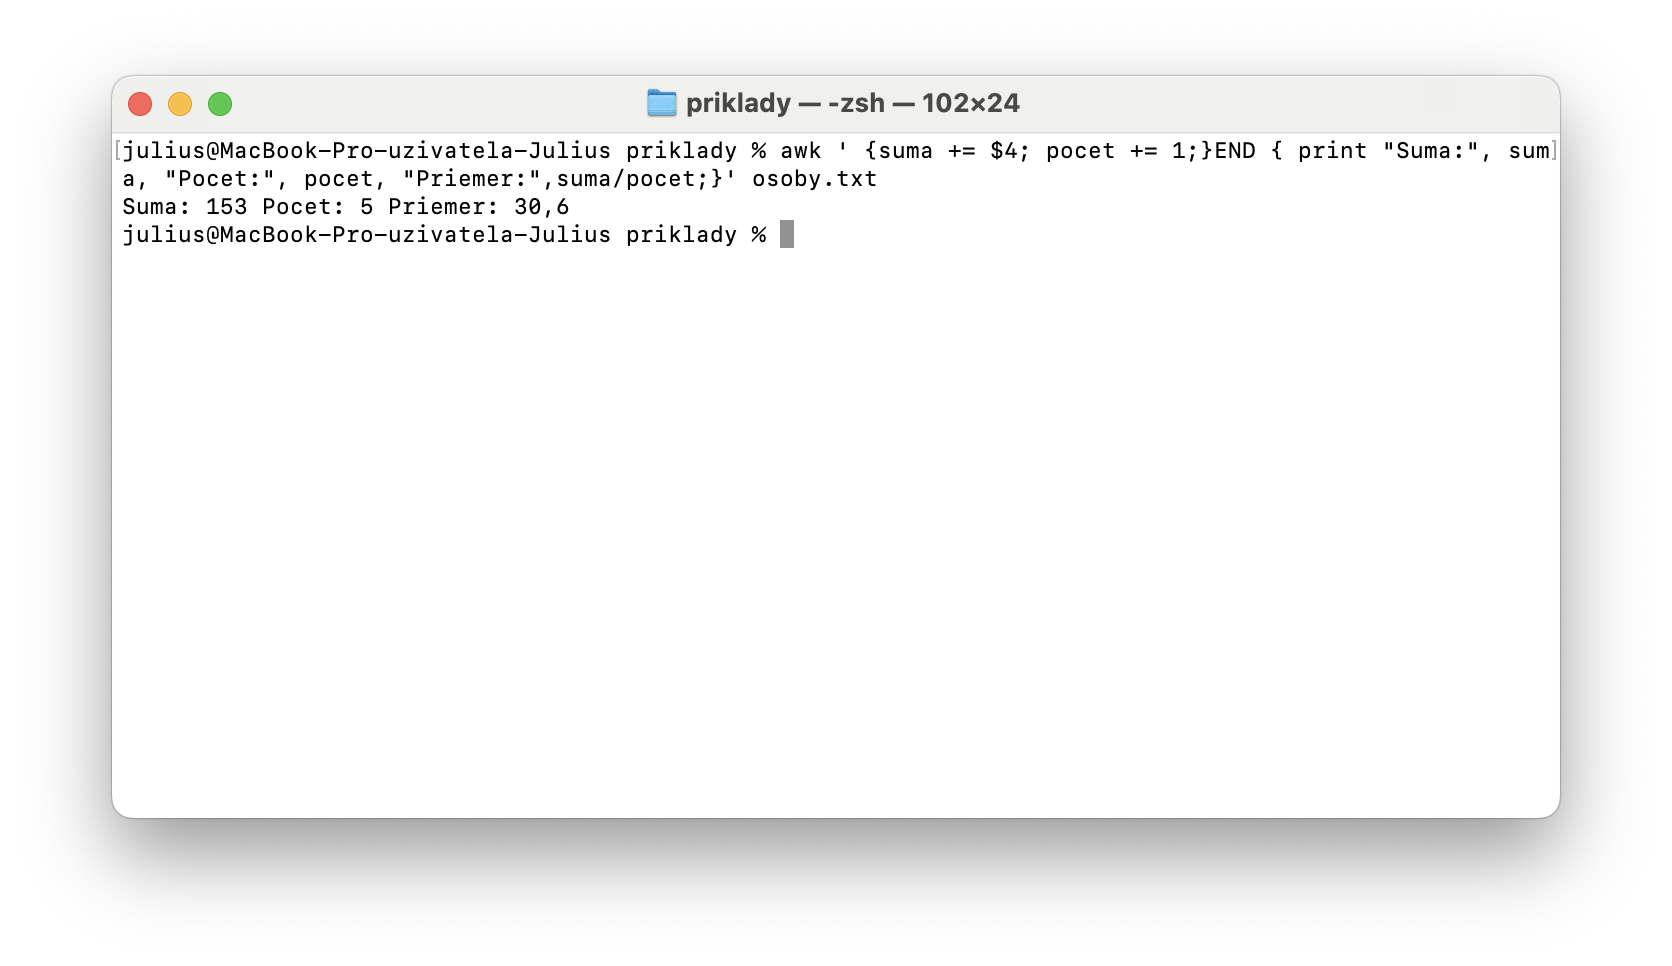 priklady — -zsh — 102×24
julius@MacBook-Pro-uzivatela-Julius priklady % awk ' {suma += $4; pocet += 1;}END { print "Suma:", sum
a, "Pocet:", pocet, "Priemer:",suma/pocet;}' osoby.txt
Suma: 153 Pocet: 5 Priemer: 30,6
julius@MacBook-Pro-uzivatela-Julius priklady %